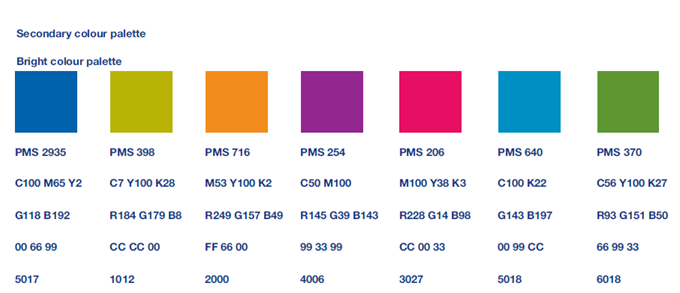 Secondary colour palette
Bright colour palette
PMS 2935 PMS 398 PMS 716 PMS 254 PMS 206 PMS 640 PMS 370
C100 M65 Y2 C7 Y100 K28 M53 Y100 K2 C50 M100 M100 Y38 K3 C100 K22 C56 Y100 K27
G118 B192 R184 G179 B8 R249 G157 B49 R145 G39 B143 R228 G14 B98 G143 B197 R93 G151 B50
00 66 99 CC CC 00 FF 66 00 99 33 99 CC 00 33 00 99 CC 66 99 33
5017 1012 2000 4006 3027 5018 6018